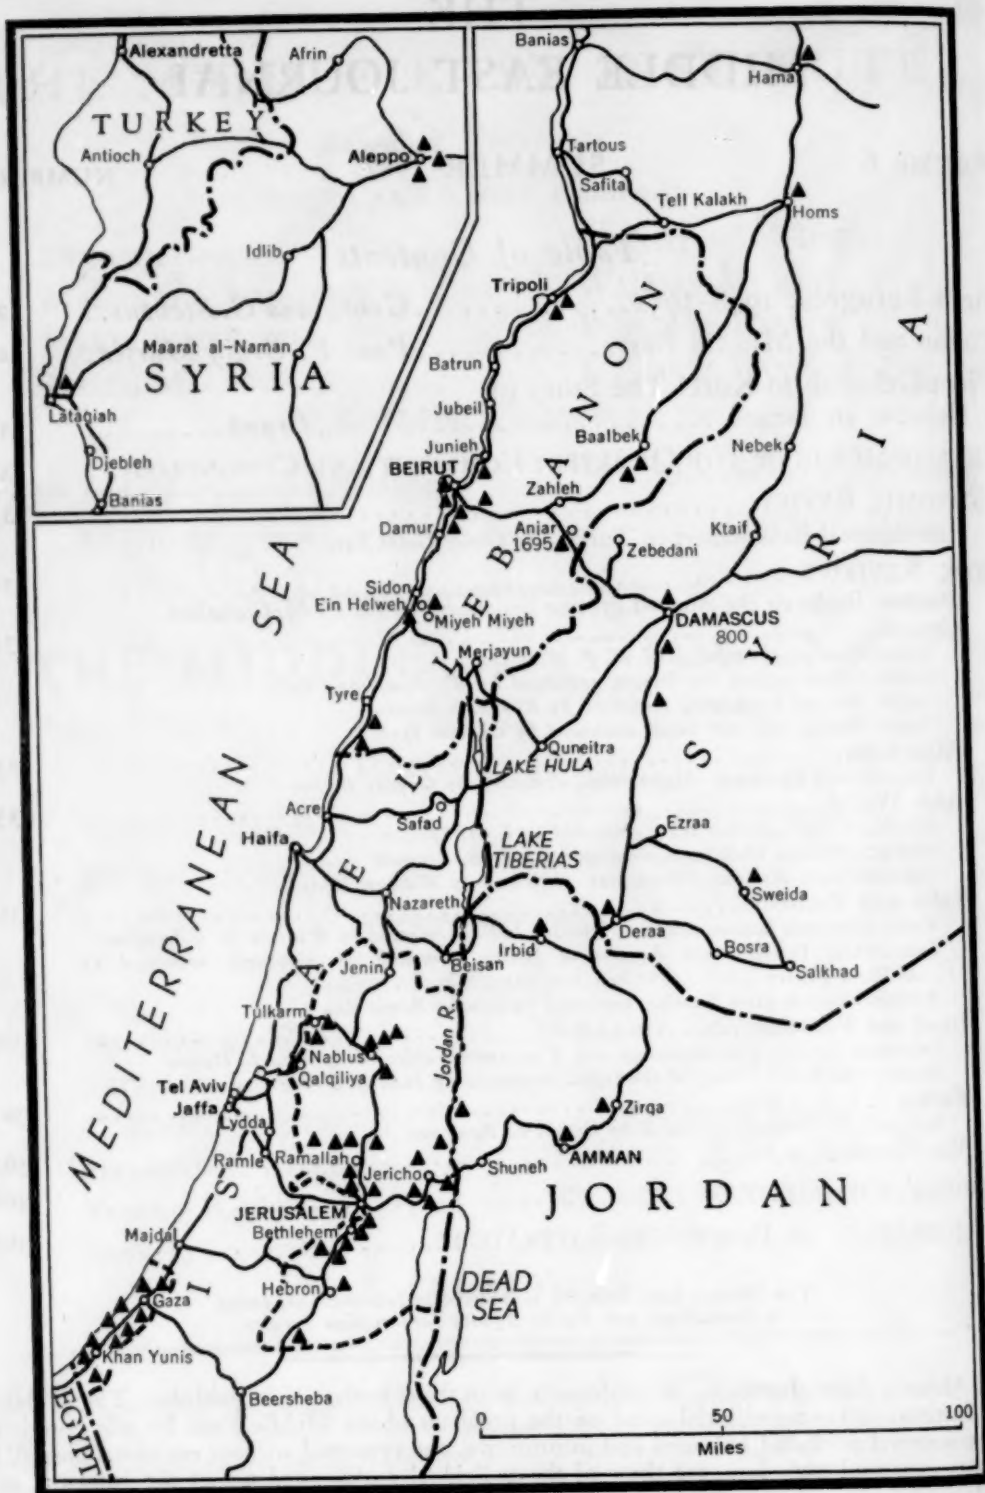 Alexandretta
Afrin
TURKEY
Antioch
Aleppo
Idlib
Maarat al-Naman
SYRIA
Lataqiah
Djebleh
Banias
Banias
Hama
Tartous
Safita
Tell Kalakh
Homs
Tripoli
Batrun
Jubeil
Junieh
BEIRUT
Baalbek
Nebek
Zahleh
Damur
Anjar
1695
Zebedani
Ktaif
LEBANON
SYRIA
Sidon
Ein Helweh
Miyeh Miyeh
DAMASCUS
800
Merjayun
Tyre
Quneitra
LAKE HULA
MEDITERRANEAN SEA
Acre
Safad
Haifa
LAKE
TIBERIAS
Ezraa
Sweida
Nazareth
Deraa
Irbid
Bosra
Salkhad
Beisan
Jenin
Tulkarm
Jordan R.
Nablus
Qalqiliya
Tel Aviv
Jaffa
Lydda
Zirqa
Ramle
Ramallah
Jericho
Shuneh
AMMAN
ISRAEL
JORDAN
JERUSALEM
Bethlehem
Majdal
Hebron
DEAD
SEA
Gaza
Khan Yunis
Beersheba
EGYPT
0 50 100
Miles